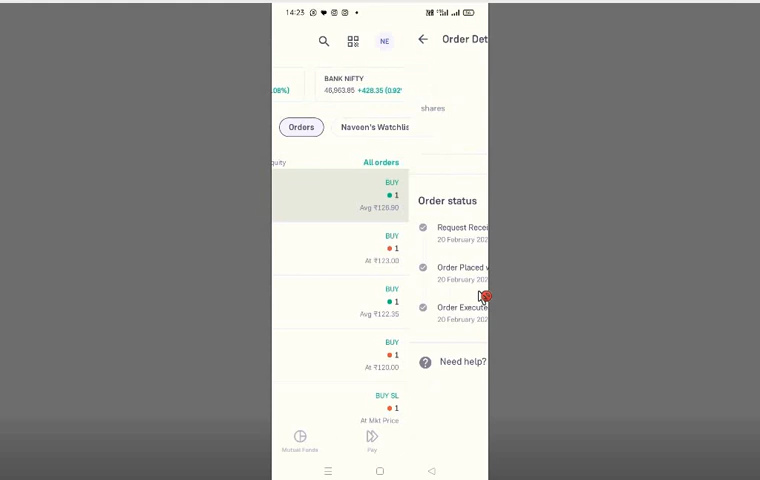 14:23
NE
Order Det
BANK NIFTY
.08%)
46,963.85 +428.35 (0.92
shares
Orders
Naveen's Watchlis
quity
All orders
BUY
1
Avg ₹126.90
Order status
Request Recei
20 February 202
BUY
1
At ₹123.00
Order Placed w
20 February 202
BUY
1
Avg ₹122.35
Order Execute
20 February 202
BUY
1
At ₹120.00
Need help?
BUY SL
1
At Mkt Price
Mutual Funds
Pay